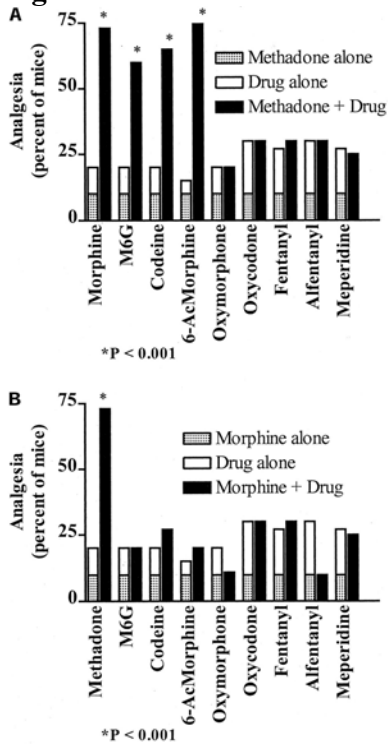 A
Analgesia
(percent of mice)
75
50
25
0
Methadone alone
Drug alone
Methadone + Drug
*
*
*
*
Morphine
M6G
Codeine
6-AcMorphine
Oxymorphone
Oxycodone
Fentanyl
Alfentanyl
Meperidine
*P < 0.001
B
Analgesia
(percent of mice)
75
50
25
0
Morphine alone
Drug alone
Morphine + Drug
*
Methadone
M6G
Codeine
6-AcMorphine
Oxymorphone
Oxycodone
Fentanyl
Alfentanyl
Meperidine
*P < 0.001